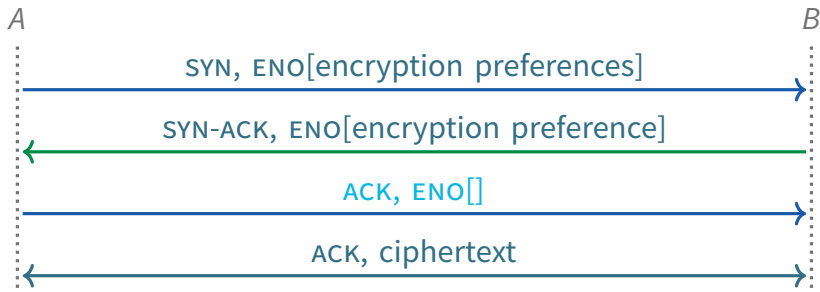 A B
SYN, ENO[encryption preferences]
SYN-ACK, ENO[encryption preference]
ACK, ENO[]
ACK, ciphertext